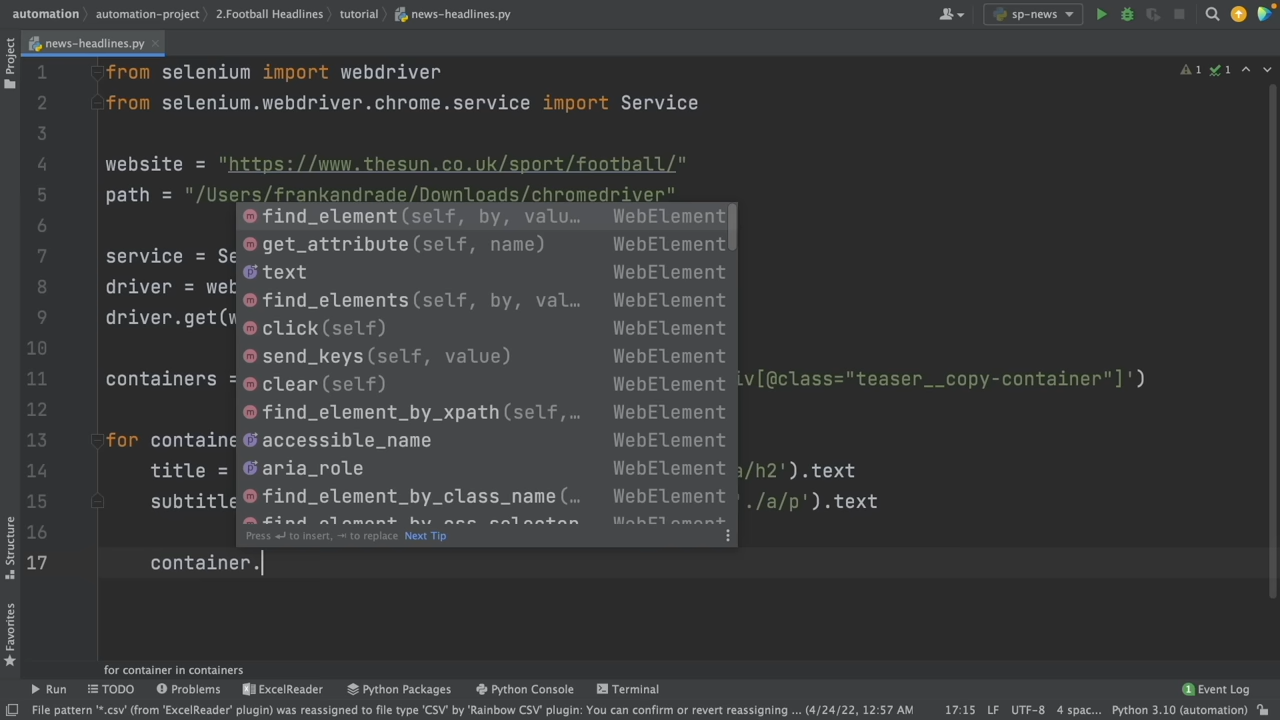 automation
automation-project
2.Football Headlines
tutorial
news-headlines.py
sp-news
news-headlines.py
Project
1 from selenium import webdriver
1
1
2 from selenium.webdriver.chrome.service import Service
3
4 website = "https://www.thesun.co.uk/sport/football/"
5 path = "/Users/frankandrade/Downloads/chromedriver"
6
find_element(self, by, valu… WebElement
get_attribute(self, name) WebElement
7 service = Se
text WebElement
8 driver = web
find_elements(self, by, val… WebElement
9 driver.get(w
click(self) WebElement
10
send_keys(self, value) WebElement
11 containers = iv[@class="teaser__copy-container"]')
clear(self) WebElement
12
find_element_by_xpath(self,… WebElement
13 for containe
accessible_name WebElement
14 title = a/h2').text
aria_role WebElement
15 subtitle './a/p').text
find_element_by_class_name(… WebElement
find_element_by_css_selector
16
Press ↵ to insert, ⇥ to replace Next Tip
17 container.
Structure
Favorites
for container in containers
Run
TODO
Problems
ExcelReader
Python Packages
Python Console
Terminal
1 Event Log
File pattern '*.csv' (from 'ExcelReader' plugin) was reassigned to file type 'CSV' by 'Rainbow CSV' plugin: You can confirm or revert reassigning ... (4/24/22, 12:57 AM
17:15 LF UTF-8 4 spac... Python 3.10 (automation)